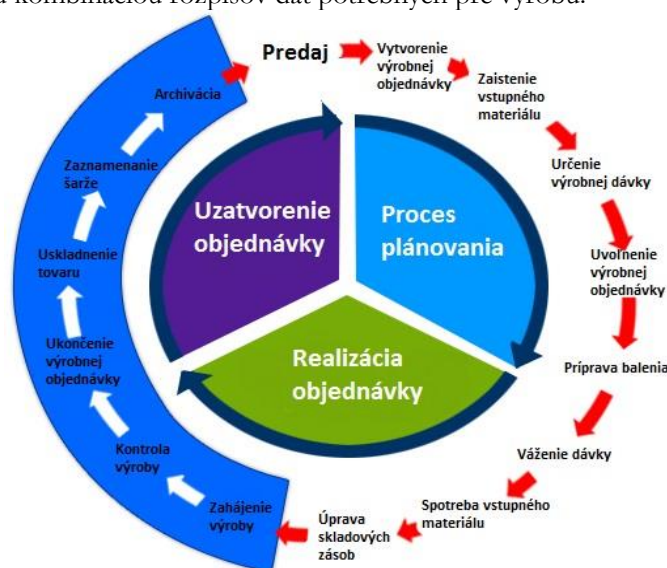 kombináciou rozpisov dát potrebných pre výrobu.
Predaj
Vytvorenie
výrobnej
objednávky
Zaistenie
vstupného
materiálu
Určenie
výrobnej dávky
Uvoľnenie
výrobnej
objednávky
Príprava balenia
Váženie dávky
Spotreba vstupného
materiálu
Úprava
skladových
zásob
Zahájenie
výroby
Kontrola
výroby
Ukončenie
výrobnej
objednávky
Uskladnenie
tovaru
Zaznamenanie
šarže
Archivácia
Uzatvorenie
objednávky
Proces
plánovania
Realizácia
objednávky